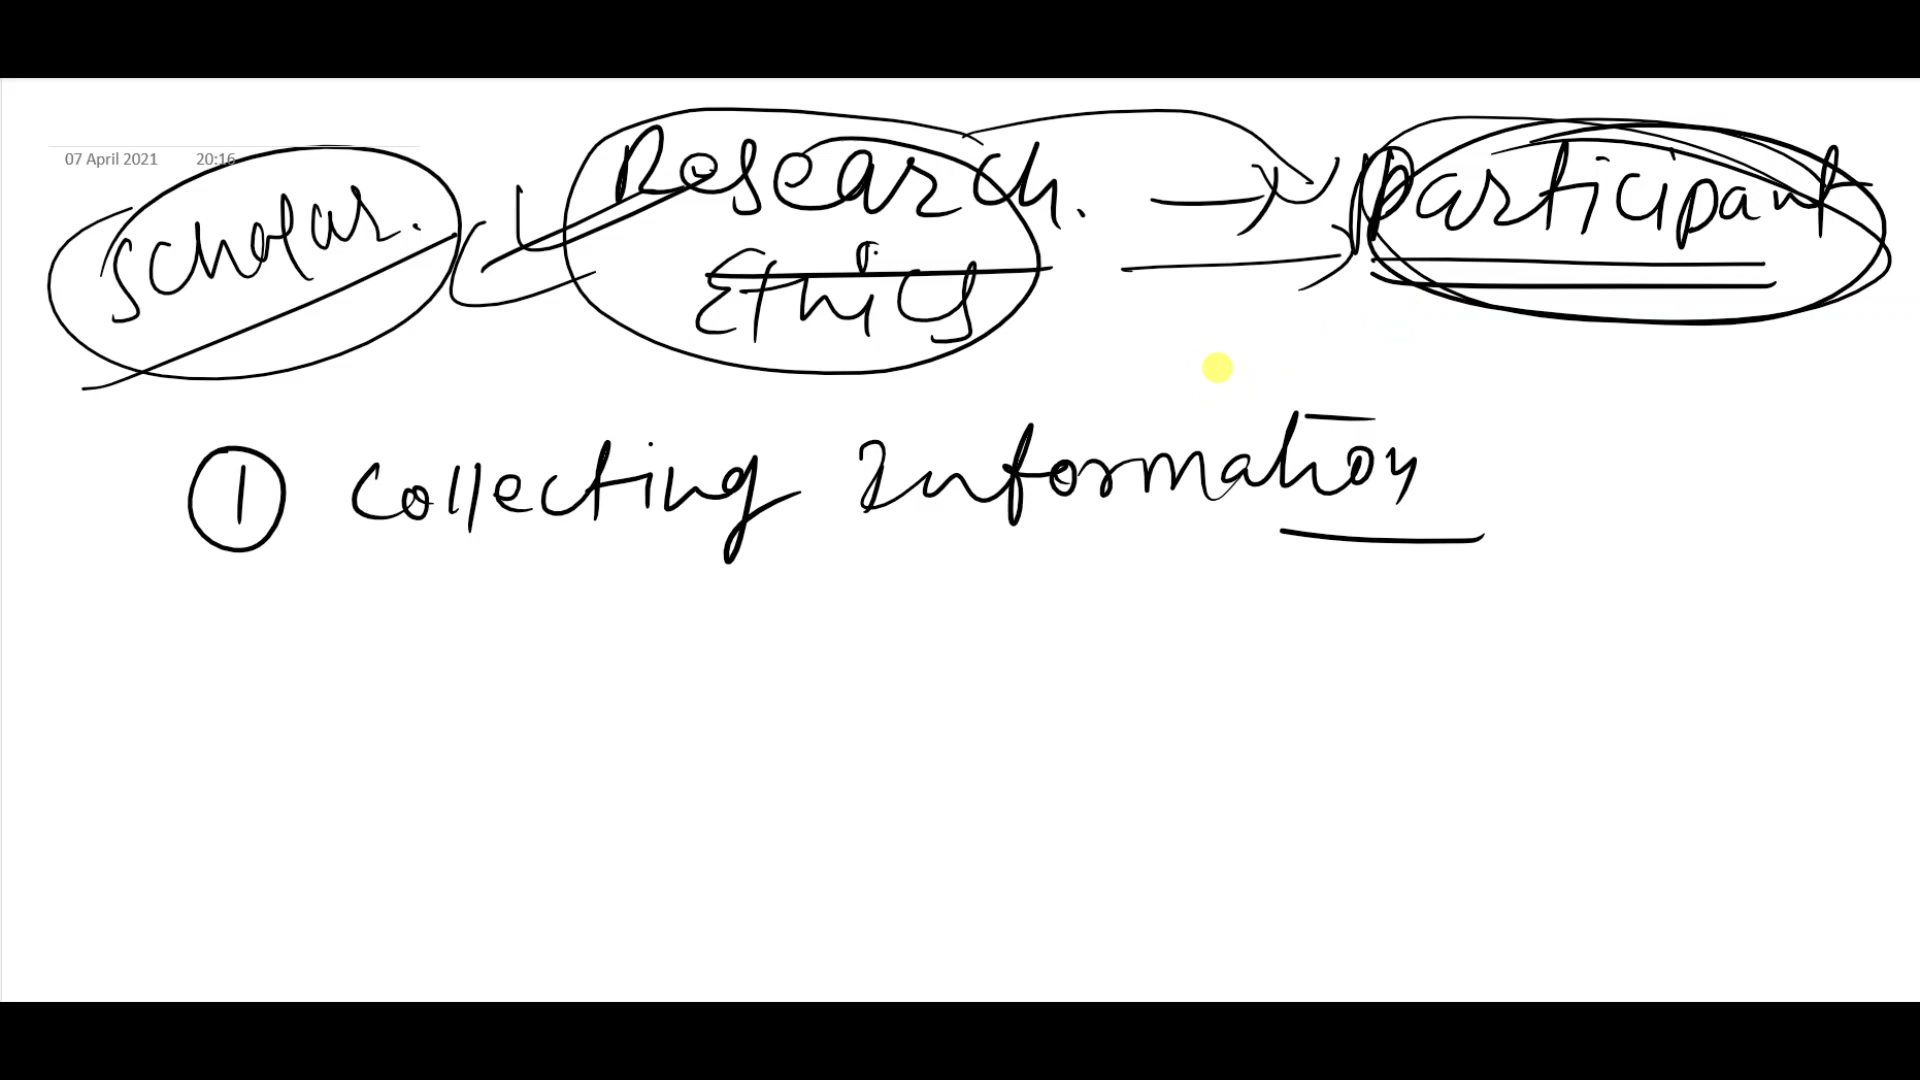 07 April 2021 20:16
Scholar. Research. Participant
Ethics
1 Collecting Information